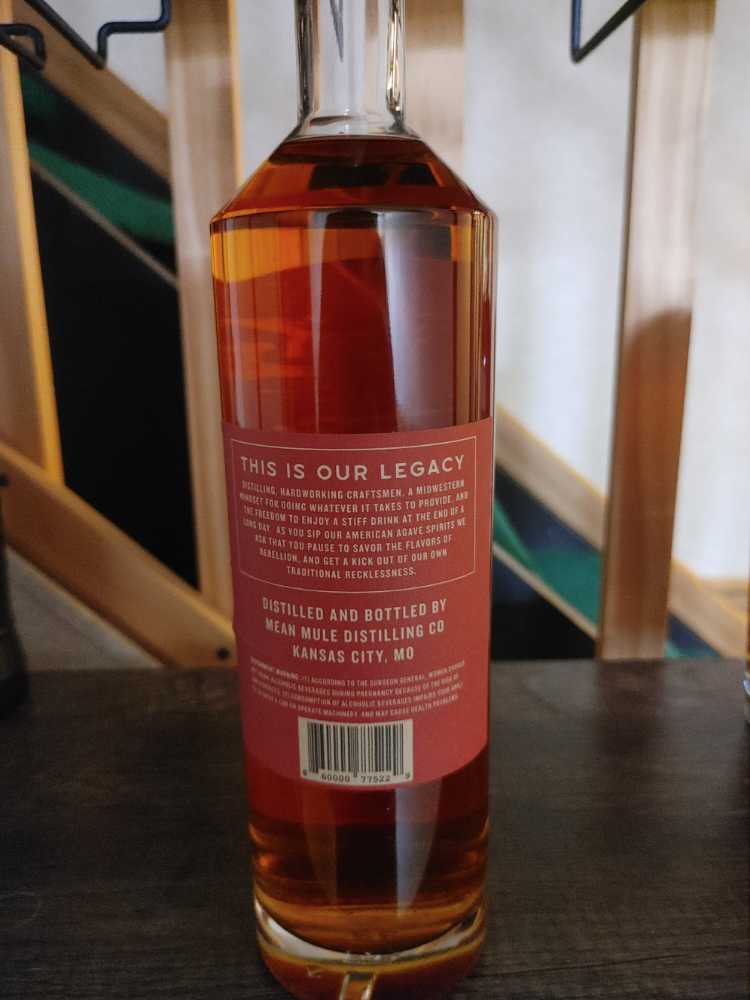 THIS IS OUR LEGACY
DISTILLING, HARDWORKING CRAFTSMEN, A MIDWESTERN
MINDSET FOR DOING WHATEVER IT TAKES TO PROVIDE, AND
THE FREEDOM TO ENJOY A STIFF DRINK AT THE END OF A
LONG DAY. AS YOU SIP OUR AMERICAN AGAVE SPIRITS WE
ASK THAT YOU PAUSE TO SAVOR THE FLAVORS OF
REBELLION, AND GET A KICK OUT OF OUR OWN
TRADITIONAL RECKLESSNESS.
DISTILLED AND BOTTLED BY
MEAN MULE DISTILLING CO
KANSAS CITY, MO
GOVERNMENT WARNING: (1) ACCORDING TO THE SURGEON GENERAL, WOMEN SHOULD
NOT DRINK ALCOHOLIC BEVERAGES DURING PREGNANCY BECAUSE OF THE RISK OF
BIRTH DEFECTS. (2) CONSUMPTION OF ALCOHOLIC BEVERAGES IMPAIRS YOUR ABILITY
TO DRIVE A CAR OR OPERATE MACHINERY, AND MAY CAUSE HEALTH PROBLEMS.
8 60000 77522 9